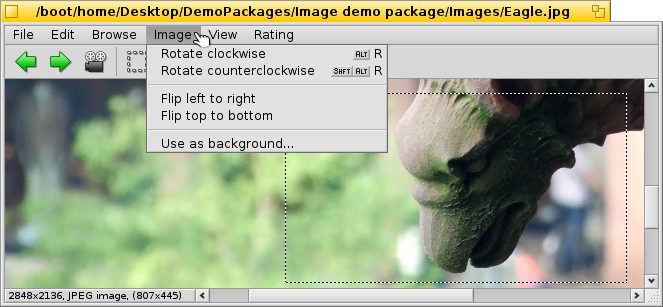 /boot/home/Desktop/DemoPackages/Image demo package/Images/Eagle.jpg
File Edit Browse Image View Rating
Rotate clockwise ALT R
Rotate counterclockwise SHFT ALT R
Flip left to right
Flip top to bottom
Use as background...
2848x2136, JPEG image, (807x445)